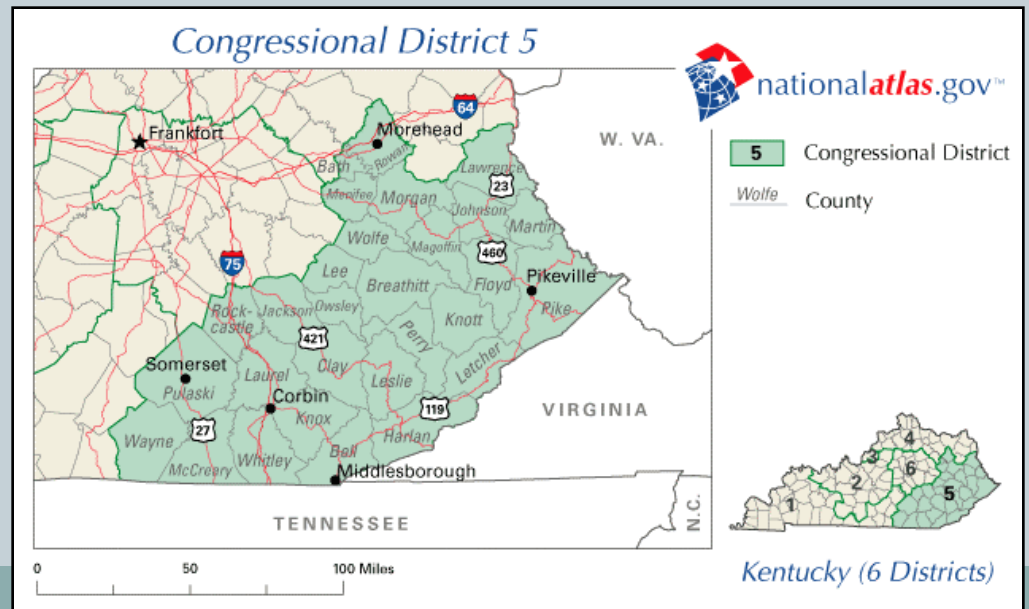 Congressional District 5
nationalatlas.gov™
64
Frankfort
Morehead
W. VA.
5 Congressional District
Bath
Rowan
Lawrence
Wolfe County
Menifee
Morgan
23
Johnson
Martin
Wolfe
Magoffin
460
75
Lee
Breathitt
Floyd
Pikeville
Rock-
castle
Jackson
Owsley
Knott
Pike
421
Perry
Somerset
Clay
Letcher
Pulaski
Laurel
Leslie
Corbin
Knox
119
VIRGINIA
27
Wayne
Harlan
Bell
McCreary
Whitley
Middlesborough
TENNESSEE
N.C.
4
3
6
2
5
1
0 50 100 Miles
Kentucky (6 Districts)